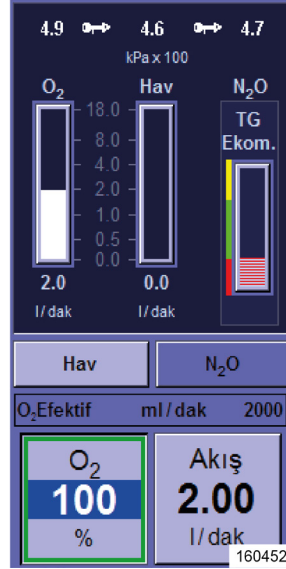 4.9 4.6 4.7
kPa x 100
O₂ Hav N₂O
18.0 TG
8.0 Ekom.
4.0
2.0
1.0
0.5
0.0
2.0 0.0
l/dak l/dak
Hav N₂O
O₂Efektif ml/dak 2000
O₂ Akış
100 2.00
% l/dak
160452